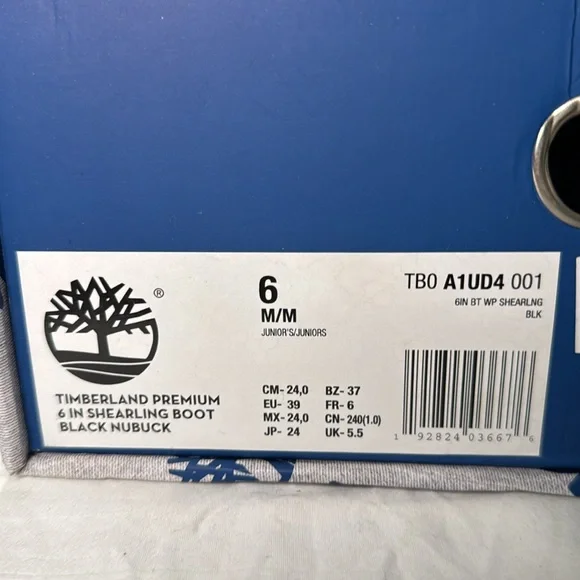 ®
TIMBERLAND PREMIUM
6 IN SHEARLING BOOT
BLACK NUBUCK
6
M/M
JUNIOR'S/JUNIORS
CM-24,0 BZ-37
EU- 39 FR-6
MX-24,0 CN-240(1.0)
JP- 24 UK-5.5
TB0 A1UD4 001
6IN BT WP SHEARLNG
BLK
1 92824 03667 6